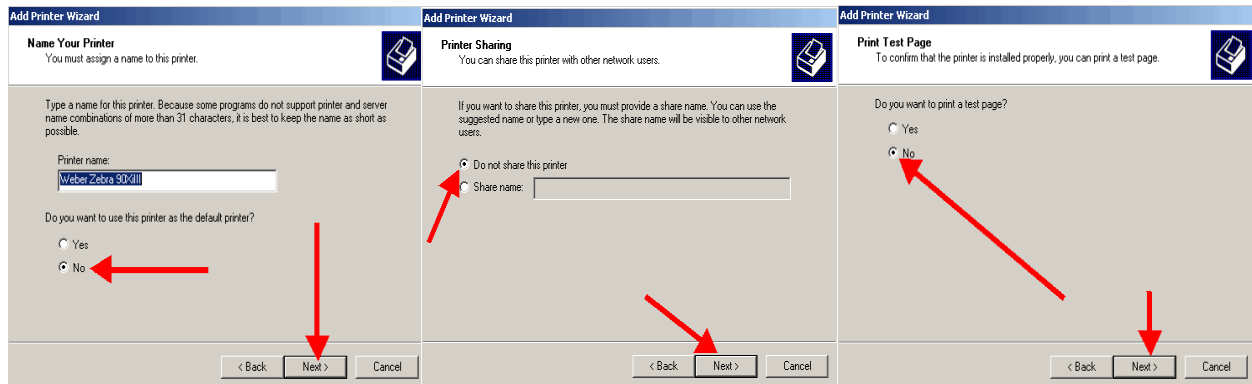 Add Printer Wizard
Name Your Printer
You must assign a name to this printer.
Type a name for this printer. Because some programs do not support printer and server
name combinations of more than 31 characters, it is best to keep the name as short as
possible.
Printer name:
Weber Zebra 90XiIII
Do you want to use this printer as the default printer?
Yes
No
< Back
Next >
Cancel
Add Printer Wizard
Printer Sharing
You can share this printer with other network users.
If you want to share this printer, you must provide a share name. You can use the
suggested name or type a new one. The share name will be visible to other network
users.
Do not share this printer
Share name:
< Back
Next >
Cancel
Add Printer Wizard
Print Test Page
To confirm that the printer is installed properly, you can print a test page.
Do you want to print a test page?
Yes
No
< Back
Next >
Cancel